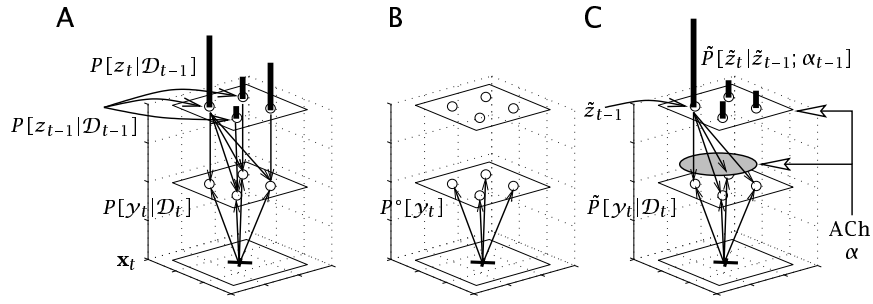 A
P[z_t|𝒟_{t−1}]
P[z_{t−1}|𝒟_{t−1}]
P[y_t|𝒟_t]
x_t
B
P°[y_t]
C
P̃[z̃_t|z̃_{t−1}; α_{t−1}]
z̃_{t−1}
P̃[y_t|𝒟_t]
ACh
α